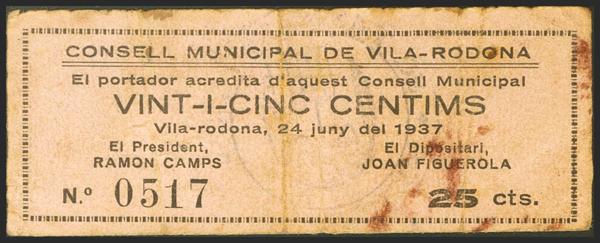 CONSELL MUNICIPAL DE VILA-RODONA
El portador acredita d'aquest Consell Municipal
VINT-I-CINC CENTIMS
Vila-rodona, 24 juny del 1937
El President,
RAMON CAMPS
El Dipositari,
JOAN FIGUEROLA
N.º 0517
25 cts.